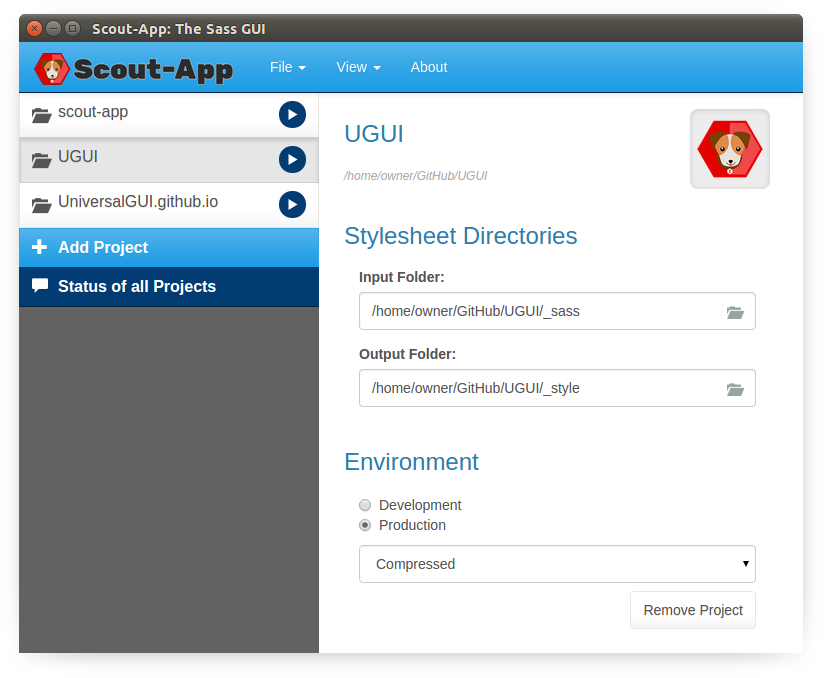 Scout-App: The Sass GUI
Scout-App File View About
scout-app
UGUI
UniversalGUI.github.io
Add Project
Status of all Projects
UGUI
/home/owner/GitHub/UGUI
Stylesheet Directories
Input Folder:
/home/owner/GitHub/UGUI/_sass
Output Folder:
/home/owner/GitHub/UGUI/_style
Environment
Development
Production
Compressed
Remove Project